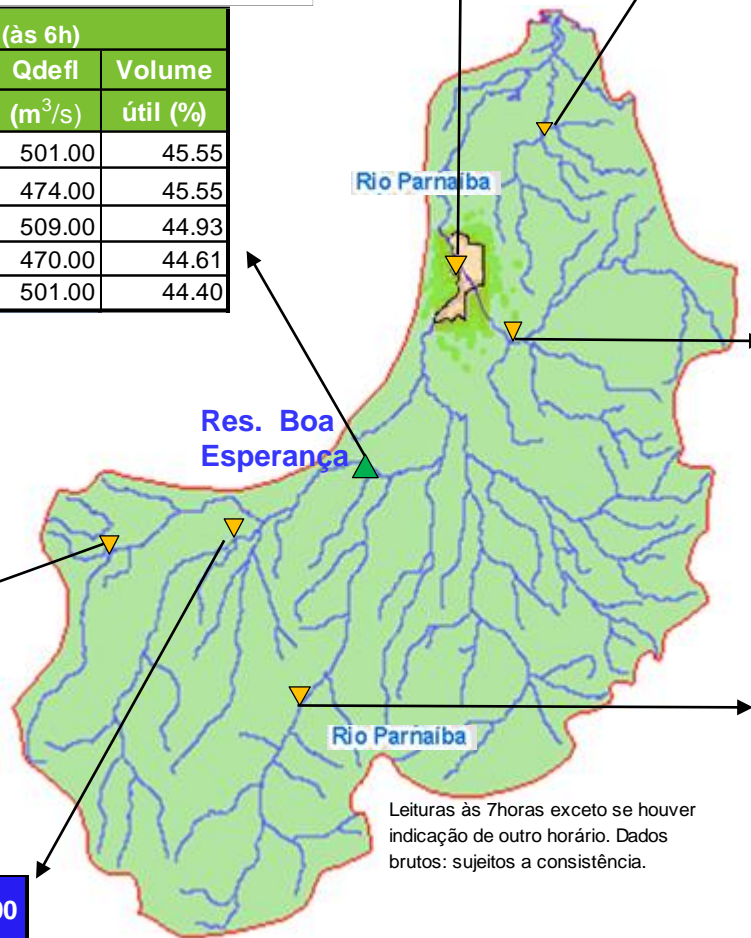 (às 6h)
Qdefl Volume
(m³/s) útil (%)
501.00 45.55
474.00 45.55
509.00 44.93
470.00 44.61
501.00 44.40
Rio Parnaíba
Res. Boa
Esperança
Rio Parnaíba
Leituras às 7horas exceto se houver
indicação de outro horário. Dados
brutos: sujeitos a consistência.